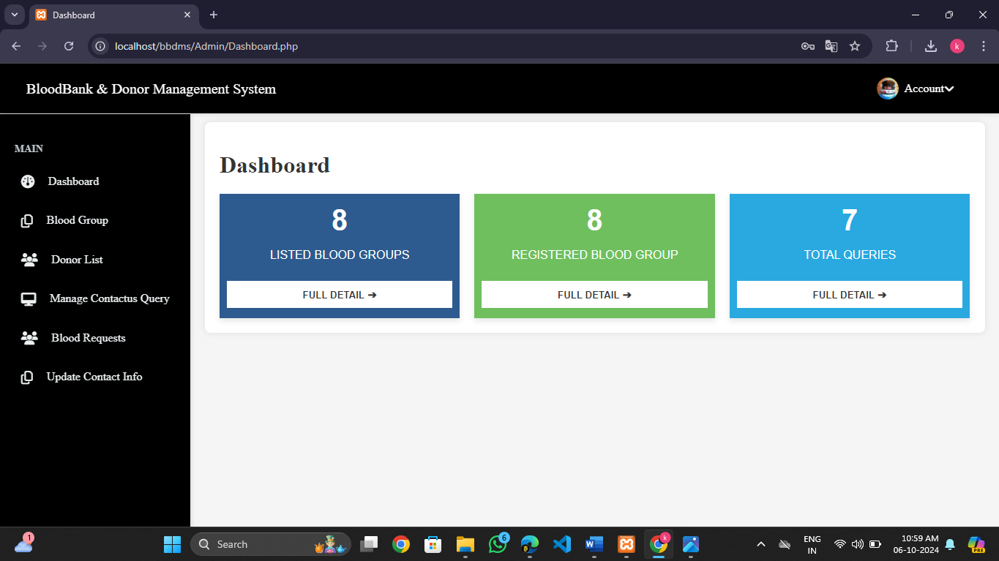 Dashboard
localhost/bbdms/Admin/Dashboard.php
k
BloodBank & Donor Management System
Account
MAIN
Dashboard
Blood Group
Donor List
Manage Contactus Query
Blood Requests
Update Contact Info
Dashboard
8
LISTED BLOOD GROUPS
FULL DETAIL ➔
8
REGISTERED BLOOD GROUP
FULL DETAIL ➔
7
TOTAL QUERIES
FULL DETAIL ➔
1
Search
6
k
ENG
IN
10:59 AM
06-10-2024
PRE